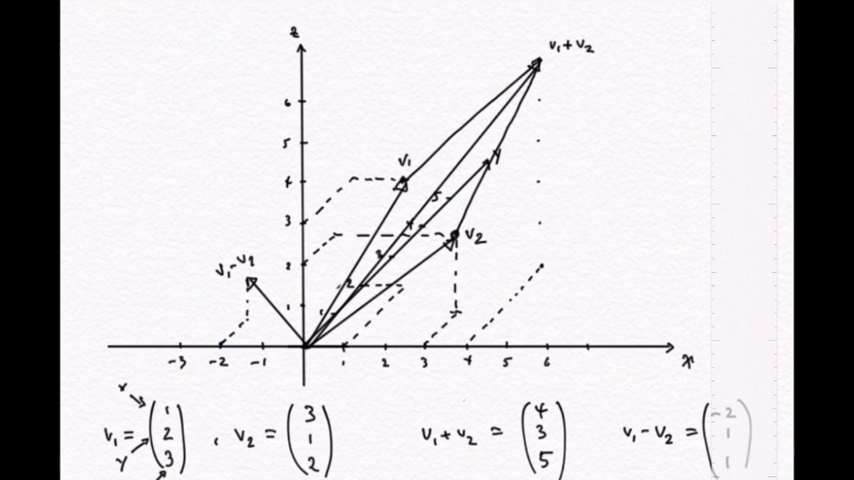 z
v₁+v₂
6
5
v₁
y
4
5
3
4
v₂
3
2
v₁-v₂
2
1
1
-3 -2 -1 1 2 3 4 5 6 x
x
v₁ = (1 2 3) , v₂ = (3 1 2) v₁+v₂ = (4 3 5) v₁-v₂ = (-2 1 1)
y